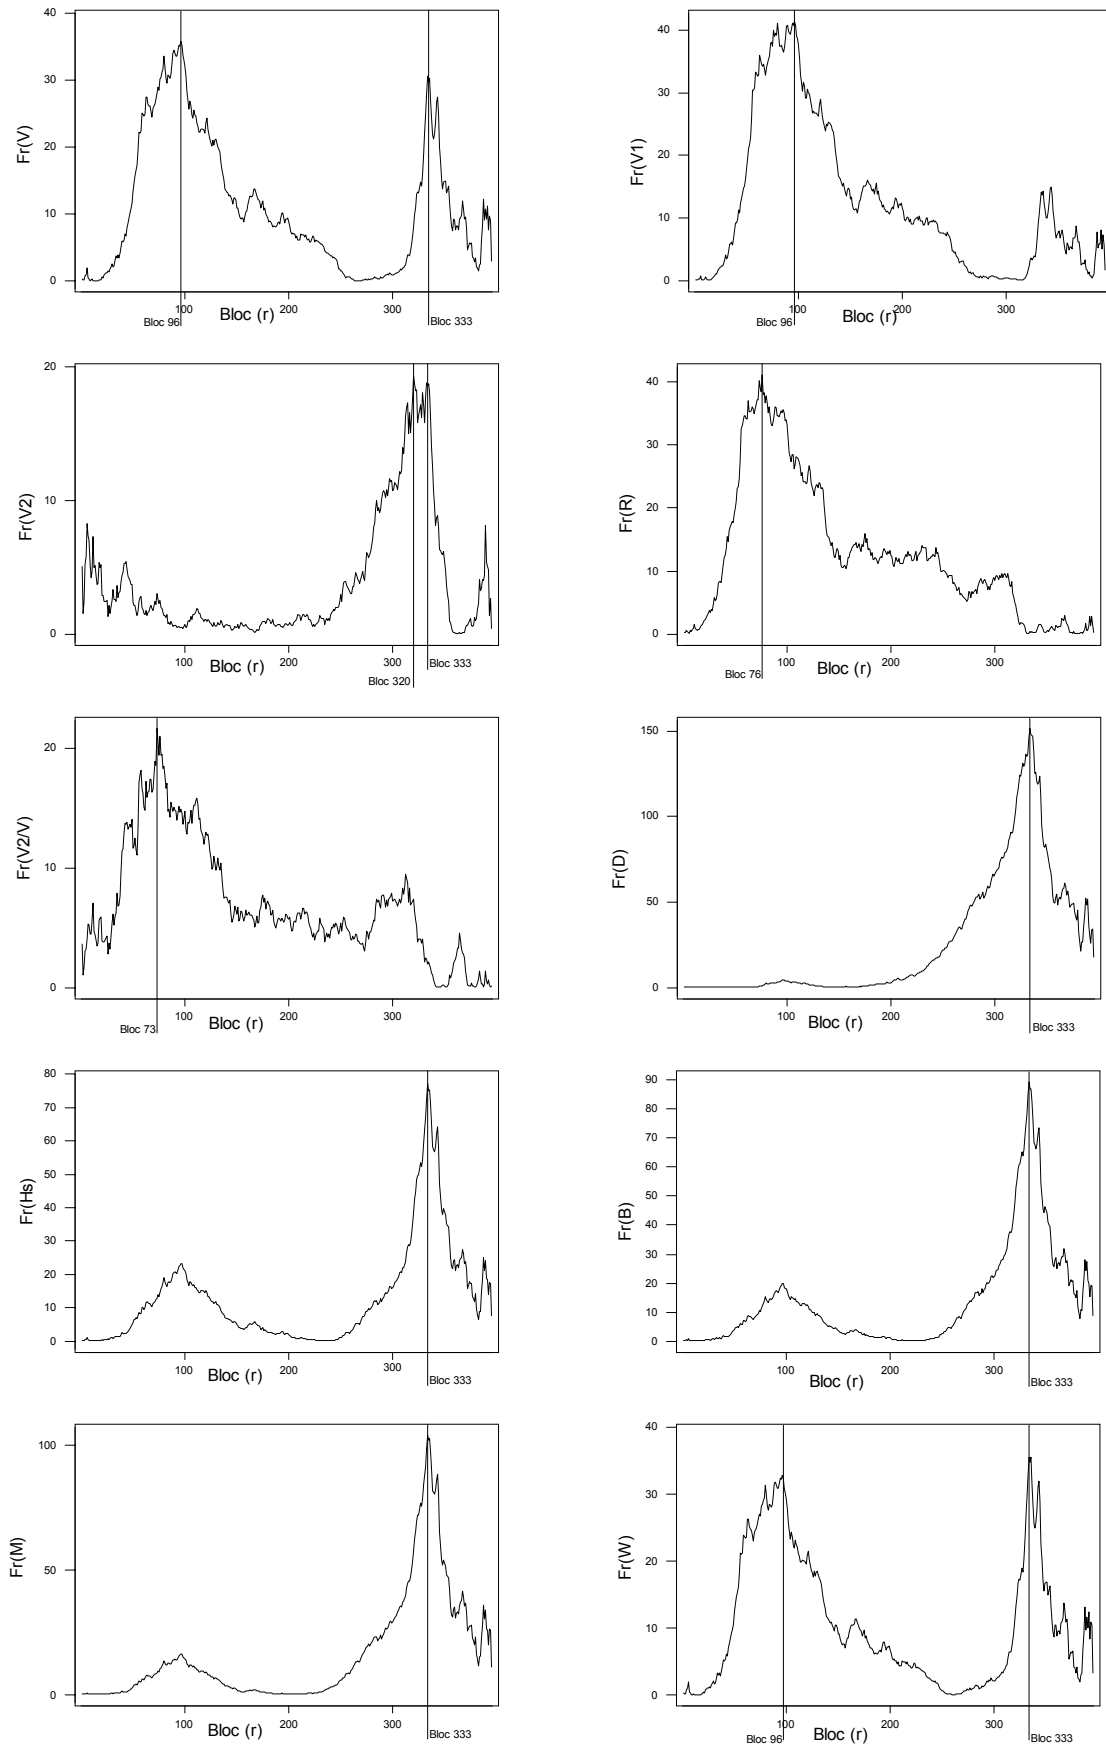 Fr(V)
40
30
20
10
0
100
200
300
Bloc 96
Bloc (r)
Bloc 333
Fr(V1)
40
30
20
10
0
100
200
300
Bloc 96
Bloc (r)
Fr(V2)
20
10
0
100
200
300
Bloc (r)
Bloc 320
Bloc 333
Fr(R)
40
30
20
10
0
100
200
300
Bloc 76
Bloc (r)
Fr(V2/V)
20
10
0
100
200
300
Bloc 73
Bloc (r)
Fr(D)
150
100
50
0
100
200
300
Bloc (r)
Bloc 333
Fr(Hs)
80
70
60
50
40
30
20
10
0
100
200
300
Bloc (r)
Bloc 333
Fr(B)
90
80
70
60
50
40
30
20
10
0
100
200
300
Bloc (r)
Bloc 333
Fr(M)
100
50
0
100
200
300
Bloc (r)
Bloc 333
Fr(W)
40
30
20
10
0
100
200
300
Bloc 96
Bloc (r)
Bloc 333